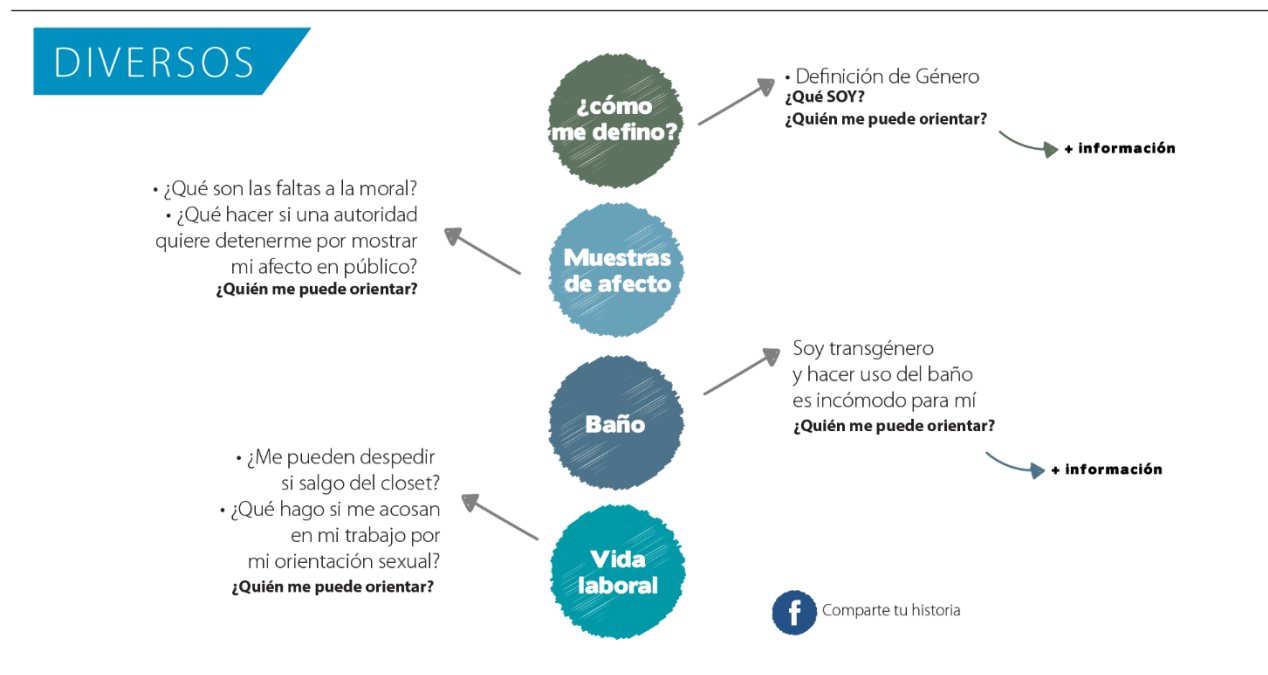 DIVERSOS
¿cómo
me defino?
• Definición de Género
¿Qué SOY?
¿Quién me puede orientar?
+ información
• ¿Qué son las faltas a la moral?
• ¿Qué hacer si una autoridad
quiere detenerme por mostrar
mi afecto en público?
¿Quién me puede orientar?
Muestras
de afecto
Soy transgénero
y hacer uso del baño
es incómodo para mí
¿Quién me puede orientar?
+ información
Baño
• ¿Me pueden despedir
si salgo del closet?
• ¿Qué hago si me acosan
en mi trabajo por
mi orientación sexual?
¿Quién me puede orientar?
Vida
laboral
f Comparte tu historia